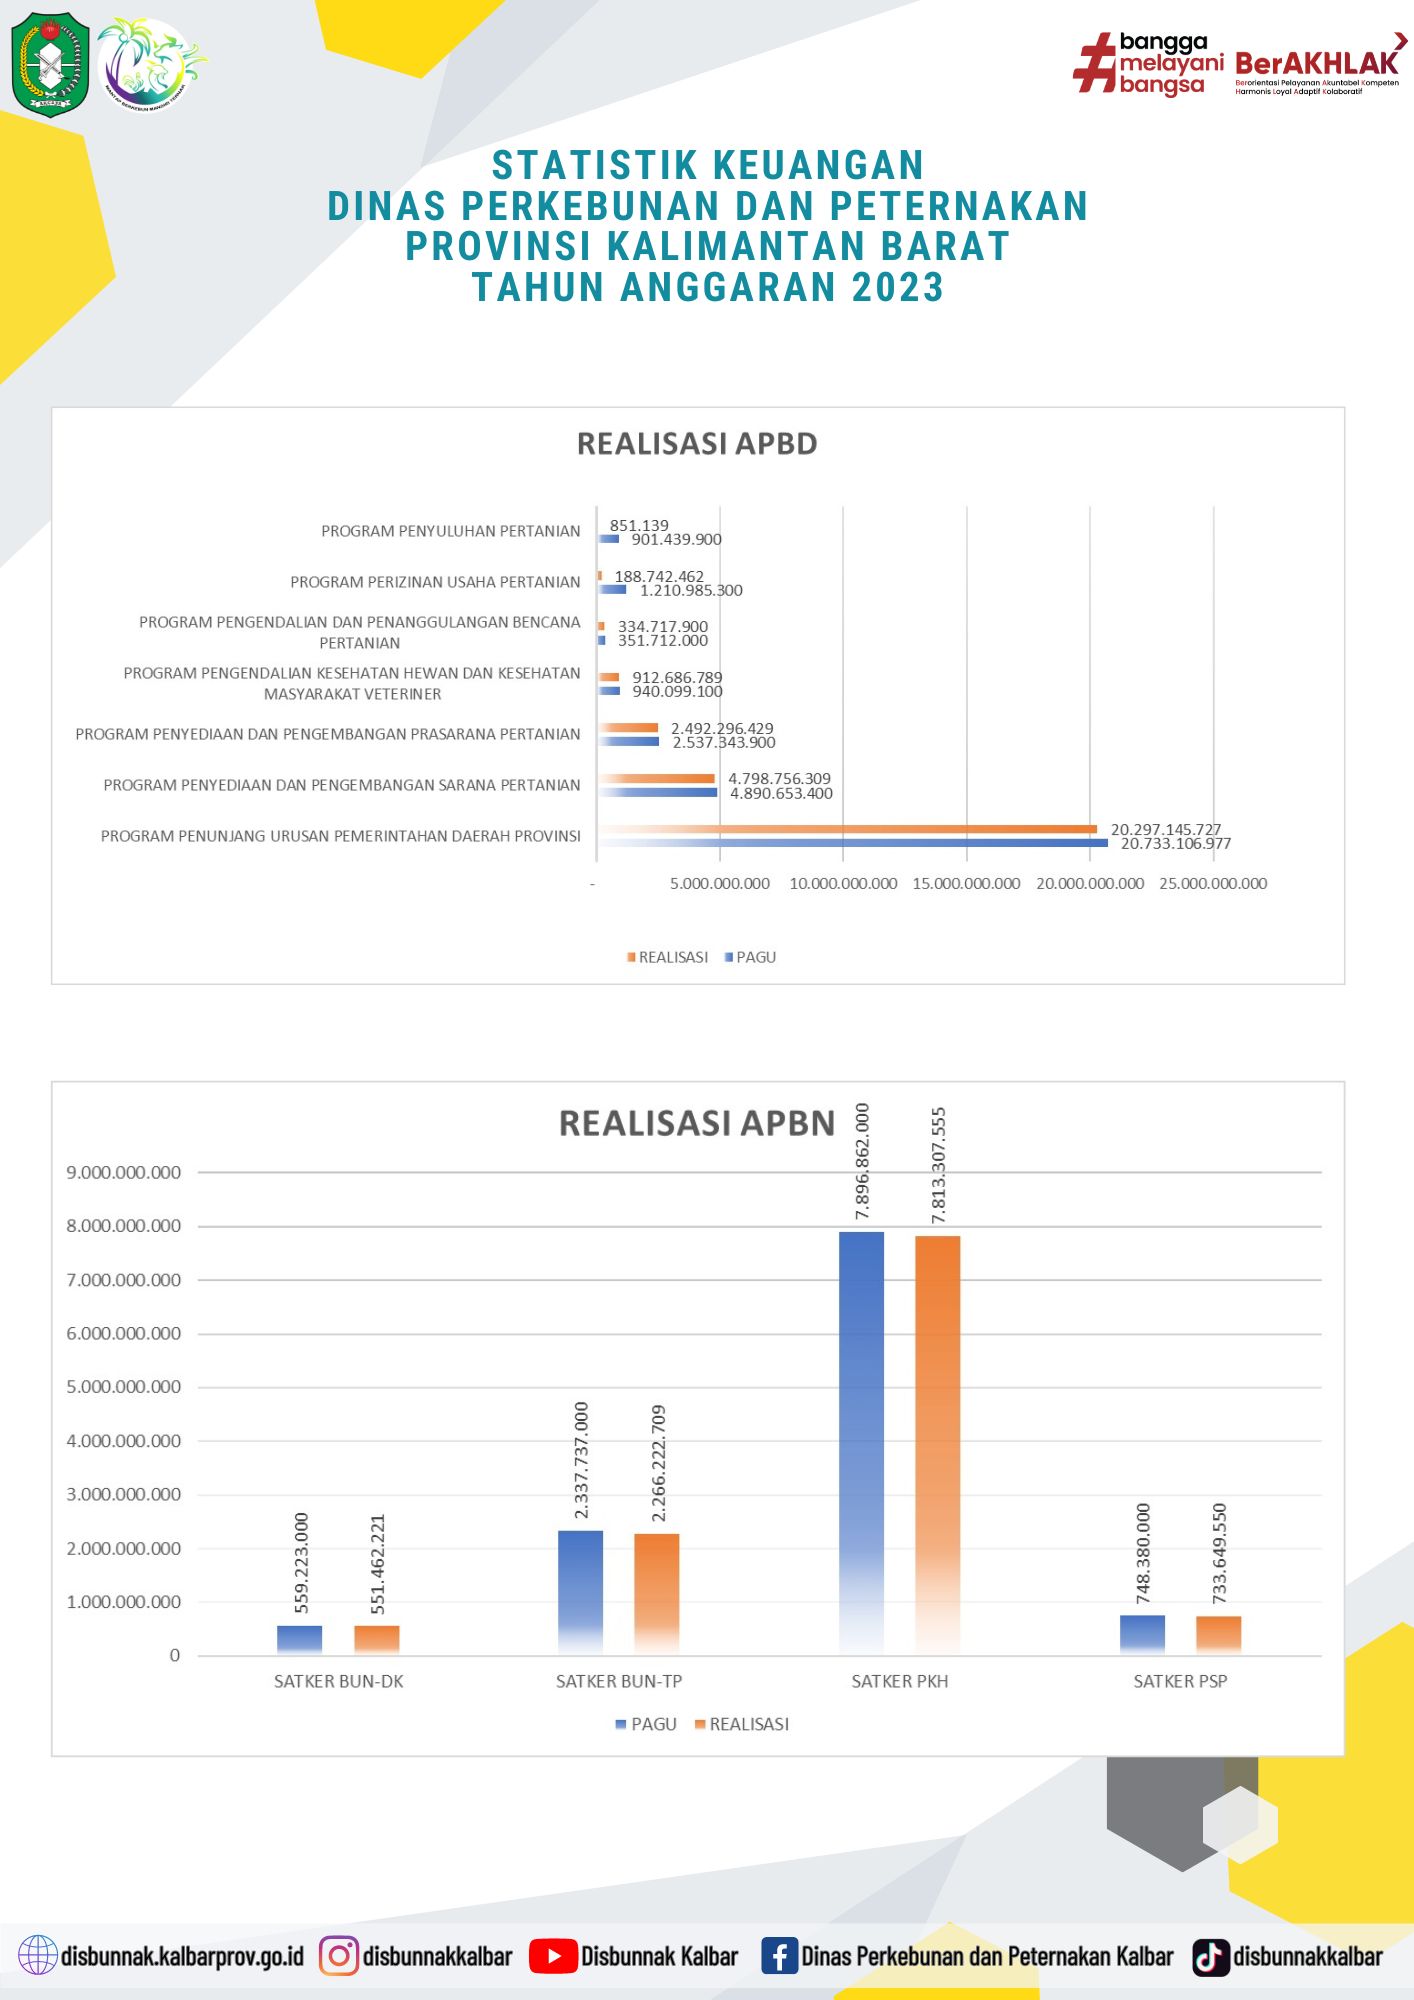 AKCAYA
MANTAP BERKEBUN MANDIRI TERNAK
#bangga
melayani
bangsa
BerAKHLAK
Berorientasi Pelayanan Akuntabel Kompeten
Harmonis Loyal Adaptif Kolaboratif
STATISTIK KEUANGAN
DINAS PERKEBUNAN DAN PETERNAKAN
PROVINSI KALIMANTAN BARAT
TAHUN ANGGARAN 2023
REALISASI APBD
PROGRAM PENYULUHAN PERTANIAN
851.139
901.439.900
PROGRAM PERIZINAN USAHA PERTANIAN
188.742.462
1.210.985.300
PROGRAM PENGENDALIAN DAN PENANGGULANGAN BENCANA
PERTANIAN
334.717.900
351.712.000
PROGRAM PENGENDALIAN KESEHATAN HEWAN DAN KESEHATAN
MASYARAKAT VETERINER
912.686.789
940.099.100
PROGRAM PENYEDIAAN DAN PENGEMBANGAN PRASARANA PERTANIAN
2.492.296.429
2.537.343.900
PROGRAM PENYEDIAAN DAN PENGEMBANGAN SARANA PERTANIAN
4.798.756.309
4.890.653.400
PROGRAM PENUNJANG URUSAN PEMERINTAHAN DAERAH PROVINSI
20.297.145.727
20.733.106.977
- 5.000.000.000 10.000.000.000 15.000.000.000 20.000.000.000 25.000.000.000
REALISASI PAGU
REALISASI APBN
9.000.000.000
8.000.000.000
7.000.000.000
6.000.000.000
5.000.000.000
4.000.000.000
3.000.000.000
2.000.000.000
1.000.000.000
0
559.223.000
551.462.221
2.337.737.000
2.266.222.709
7.896.862.000
7.813.307.555
748.380.000
733.649.550
SATKER BUN-DK SATKER BUN-TP SATKER PKH SATKER PSP
PAGU REALISASI
disbunnak.kalbarprov.go.id disbunnakkalbar Disbunnak Kalbar Dinas Perkebunan dan Peternakan Kalbar disbunnakkalbar